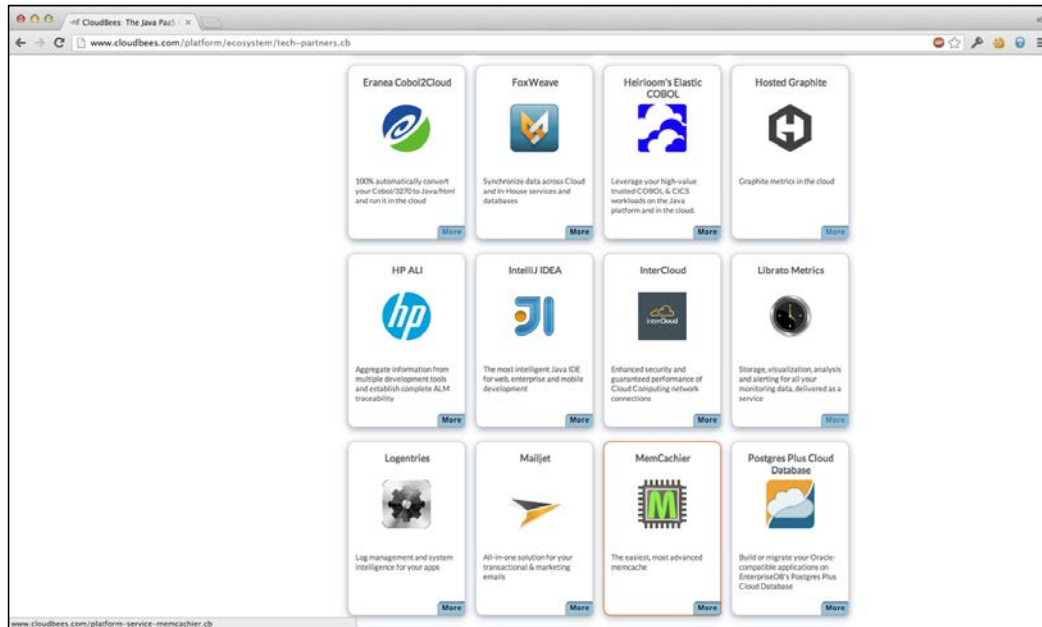 CloudBees: The Java PaaS
www.cloudbees.com/platform/ecosystem/tech-partners.cb
Eranea Cobol2Cloud
100% automatically convert
your Cobol/3270 to Java/html
and run it in the cloud
More
FoxWeave
Synchronize data across Cloud
and In-House services and
databases
More
Heirloom's Elastic
COBOL
Leverage your high-value
trusted COBOL & CICS
workloads on the Java
platform and in the cloud.
More
Hosted Graphite
Graphite metrics in the cloud
More
HP ALI
hp
Aggregate information from
multiple development tools
and establish complete ALM
traceability
More
IntelliJ IDEA
JI
The most intelligent Java IDE
for web, enterprise and mobile
development
More
InterCloud
interCloud
Enhanced security and
guaranteed performance of
Cloud Computing network
connections
More
Librato Metrics
Storage, visualization, analysis
and alerting for all your
monitoring data, delivered as a
service
More
Logentries
Log management and system
intelligence for your apps
More
Mailjet
All-in-one solution for your
transactional & marketing
emails
More
MemCachier
M
The easiest, most advanced
memcache
More
Postgres Plus Cloud
Database
Build or migrate your Oracle-
compatible applications on
EnterpriseDB's Postgres Plus
Cloud Database
More
www.cloudbees.com/platform-service-memcachier.cb